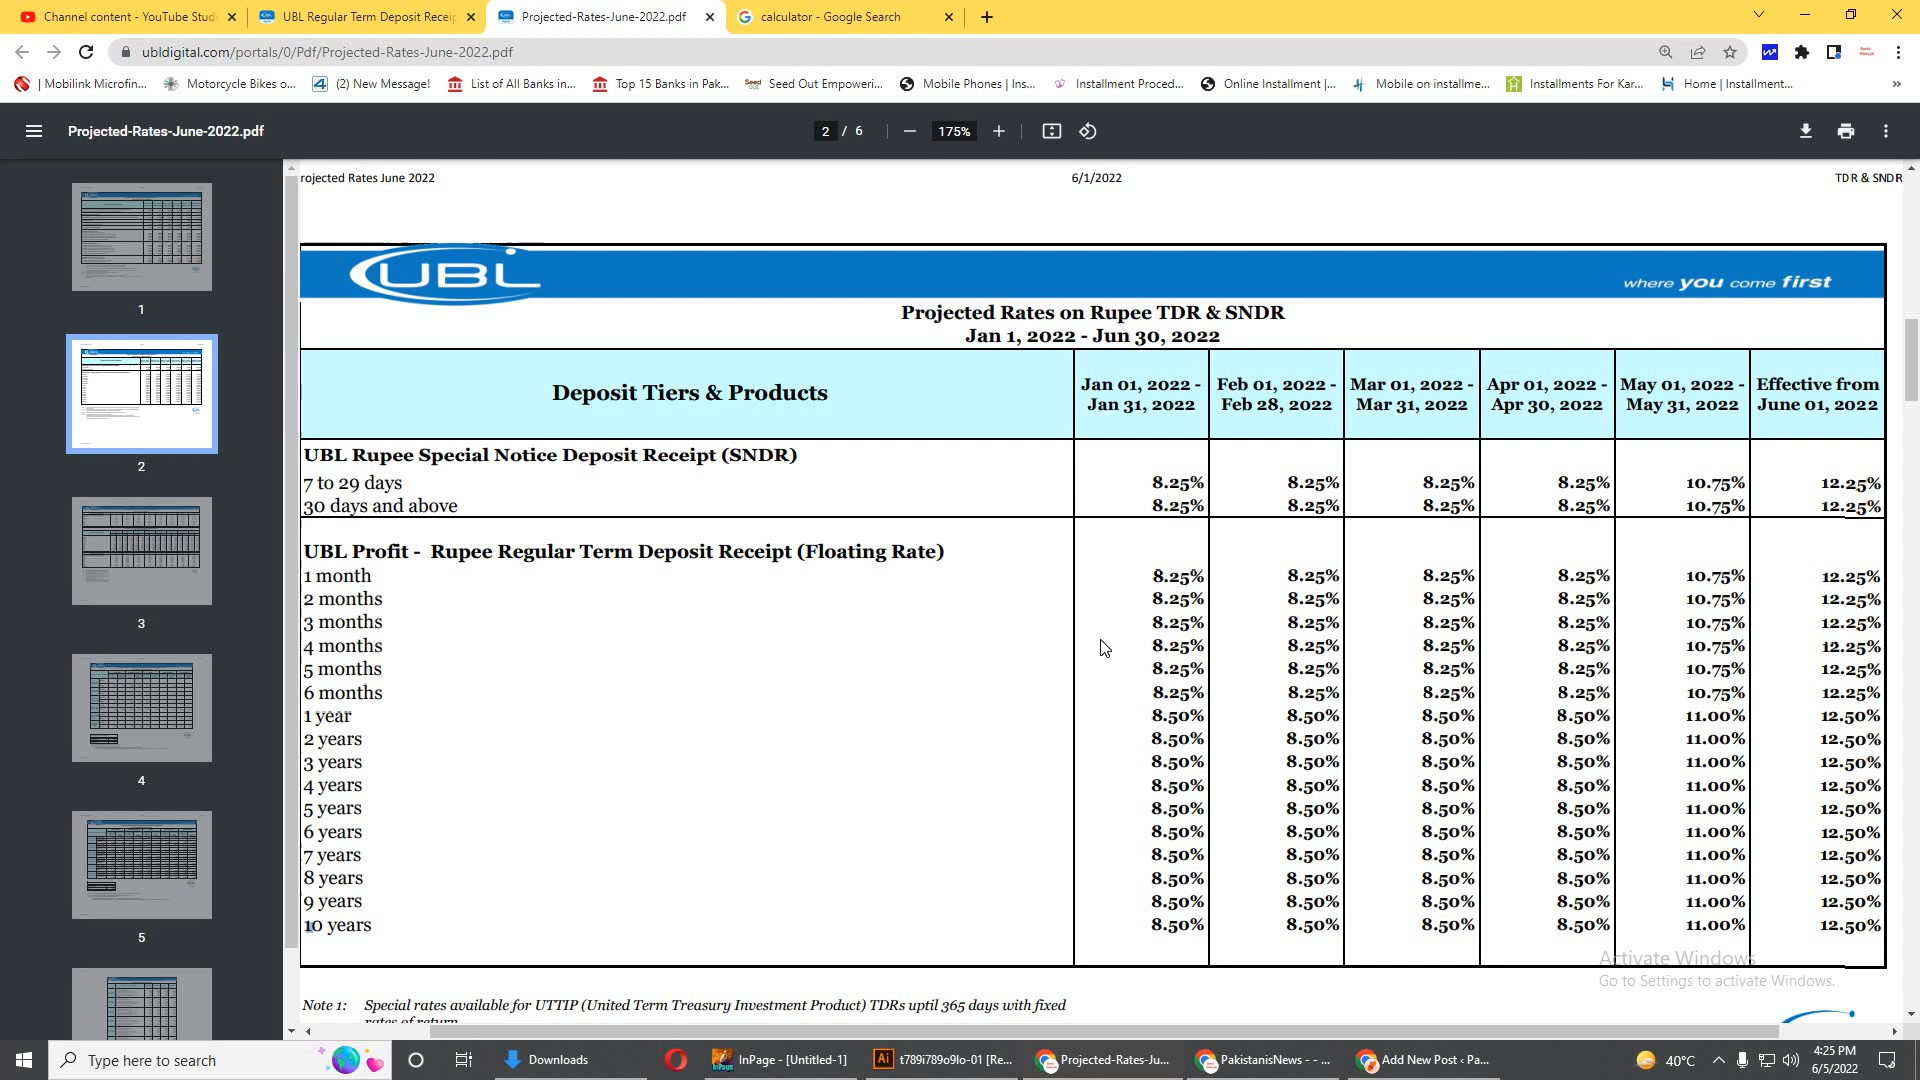 Channel content - YouTube Stud
UBL Regular Term Deposit Receip
Projected-Rates-June-2022.pdf
calculator - Google Search
ubldigital.com/portals/0/Pdf/Projected-Rates-June-2022.pdf
| Mobilink Microfin...
Motorcycle Bikes o...
(2) New Message!
List of All Banks in...
Top 15 Banks in Pak...
Seed Out Empoweri...
Mobile Phones | Ins...
Installment Proced...
Online Installment |...
Mobile on installme...
Installments For Kar...
Home | Installment...
Projected-Rates-June-2022.pdf
2 / 6
175%
1
2
3
4
5
rojected Rates June 2022
6/1/2022
TDR & SNDR
UBL
where you come first
Projected Rates on Rupee TDR & SNDR
Jan 1, 2022 - Jun 30, 2022
Deposit Tiers & Products
Jan 01, 2022 - Jan 31, 2022
Feb 01, 2022 - Feb 28, 2022
Mar 01, 2022 - Mar 31, 2022
Apr 01, 2022 - Apr 30, 2022
May 01, 2022 - May 31, 2022
Effective from June 01, 2022
UBL Rupee Special Notice Deposit Receipt (SNDR)
7 to 29 days 8.25% 8.25% 8.25% 8.25% 10.75% 12.25%
30 days and above 8.25% 8.25% 8.25% 8.25% 10.75% 12.25%
UBL Profit - Rupee Regular Term Deposit Receipt (Floating Rate)
1 month 8.25% 8.25% 8.25% 8.25% 10.75% 12.25%
2 months 8.25% 8.25% 8.25% 8.25% 10.75% 12.25%
3 months 8.25% 8.25% 8.25% 8.25% 10.75% 12.25%
4 months 8.25% 8.25% 8.25% 8.25% 10.75% 12.25%
5 months 8.25% 8.25% 8.25% 8.25% 10.75% 12.25%
6 months 8.25% 8.25% 8.25% 8.25% 10.75% 12.25%
1 year 8.50% 8.50% 8.50% 8.50% 11.00% 12.50%
2 years 8.50% 8.50% 8.50% 8.50% 11.00% 12.50%
3 years 8.50% 8.50% 8.50% 8.50% 11.00% 12.50%
4 years 8.50% 8.50% 8.50% 8.50% 11.00% 12.50%
5 years 8.50% 8.50% 8.50% 8.50% 11.00% 12.50%
6 years 8.50% 8.50% 8.50% 8.50% 11.00% 12.50%
7 years 8.50% 8.50% 8.50% 8.50% 11.00% 12.50%
8 years 8.50% 8.50% 8.50% 8.50% 11.00% 12.50%
9 years 8.50% 8.50% 8.50% 8.50% 11.00% 12.50%
10 years 8.50% 8.50% 8.50% 8.50% 11.00% 12.50%
Activate Windows
Go to Settings to activate Windows.
Note 1: Special rates available for UTTIP (United Term Treasury Investment Product) TDRs uptil 365 days with fixed
rates of return
Type here to search
Downloads
InPage - [Untitled-1]
t789i789o9lo-01 [Re...
Projected-Rates-Ju...
PakistanisNews - - ...
Add New Post ‹ Pa...
40°C
4:25 PM
6/5/2022